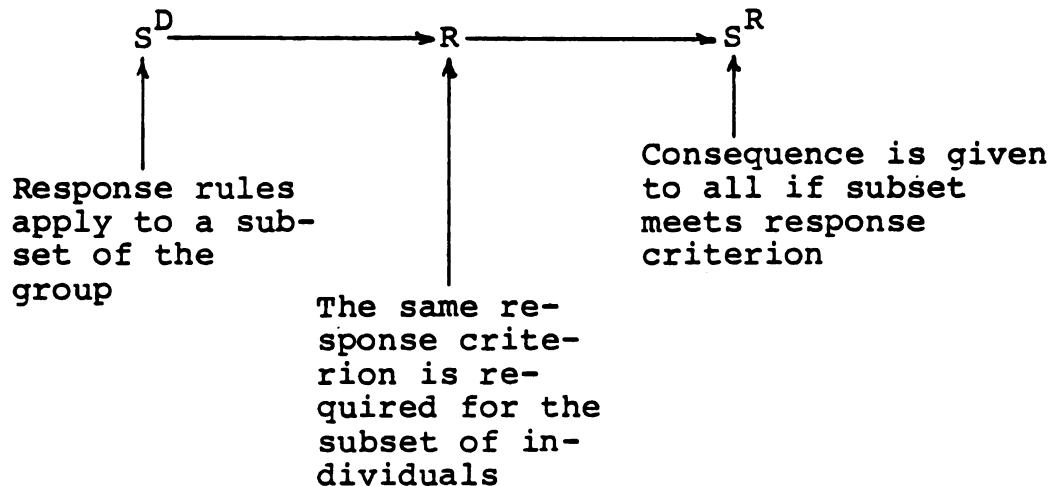 S^D R S^R
Response rules
apply to a sub-
set of the
group
The same re-
sponse crite-
rion is re-
quired for the
subset of in-
dividuals
Consequence is given
to all if subset
meets response
criterion